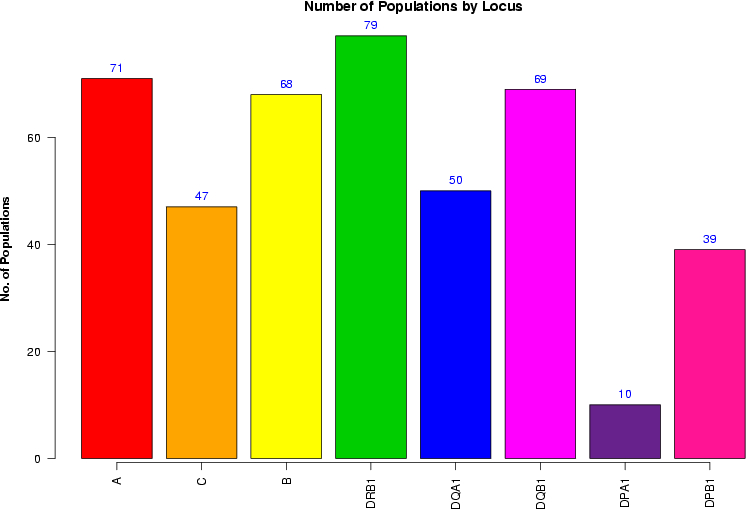 Number of Populations by Locus
79
71
69
68
50
47
39
10
No. of Populations
60
40
20
0
A
C
B
DRB1
DQA1
DQB1
DPA1
DPB1